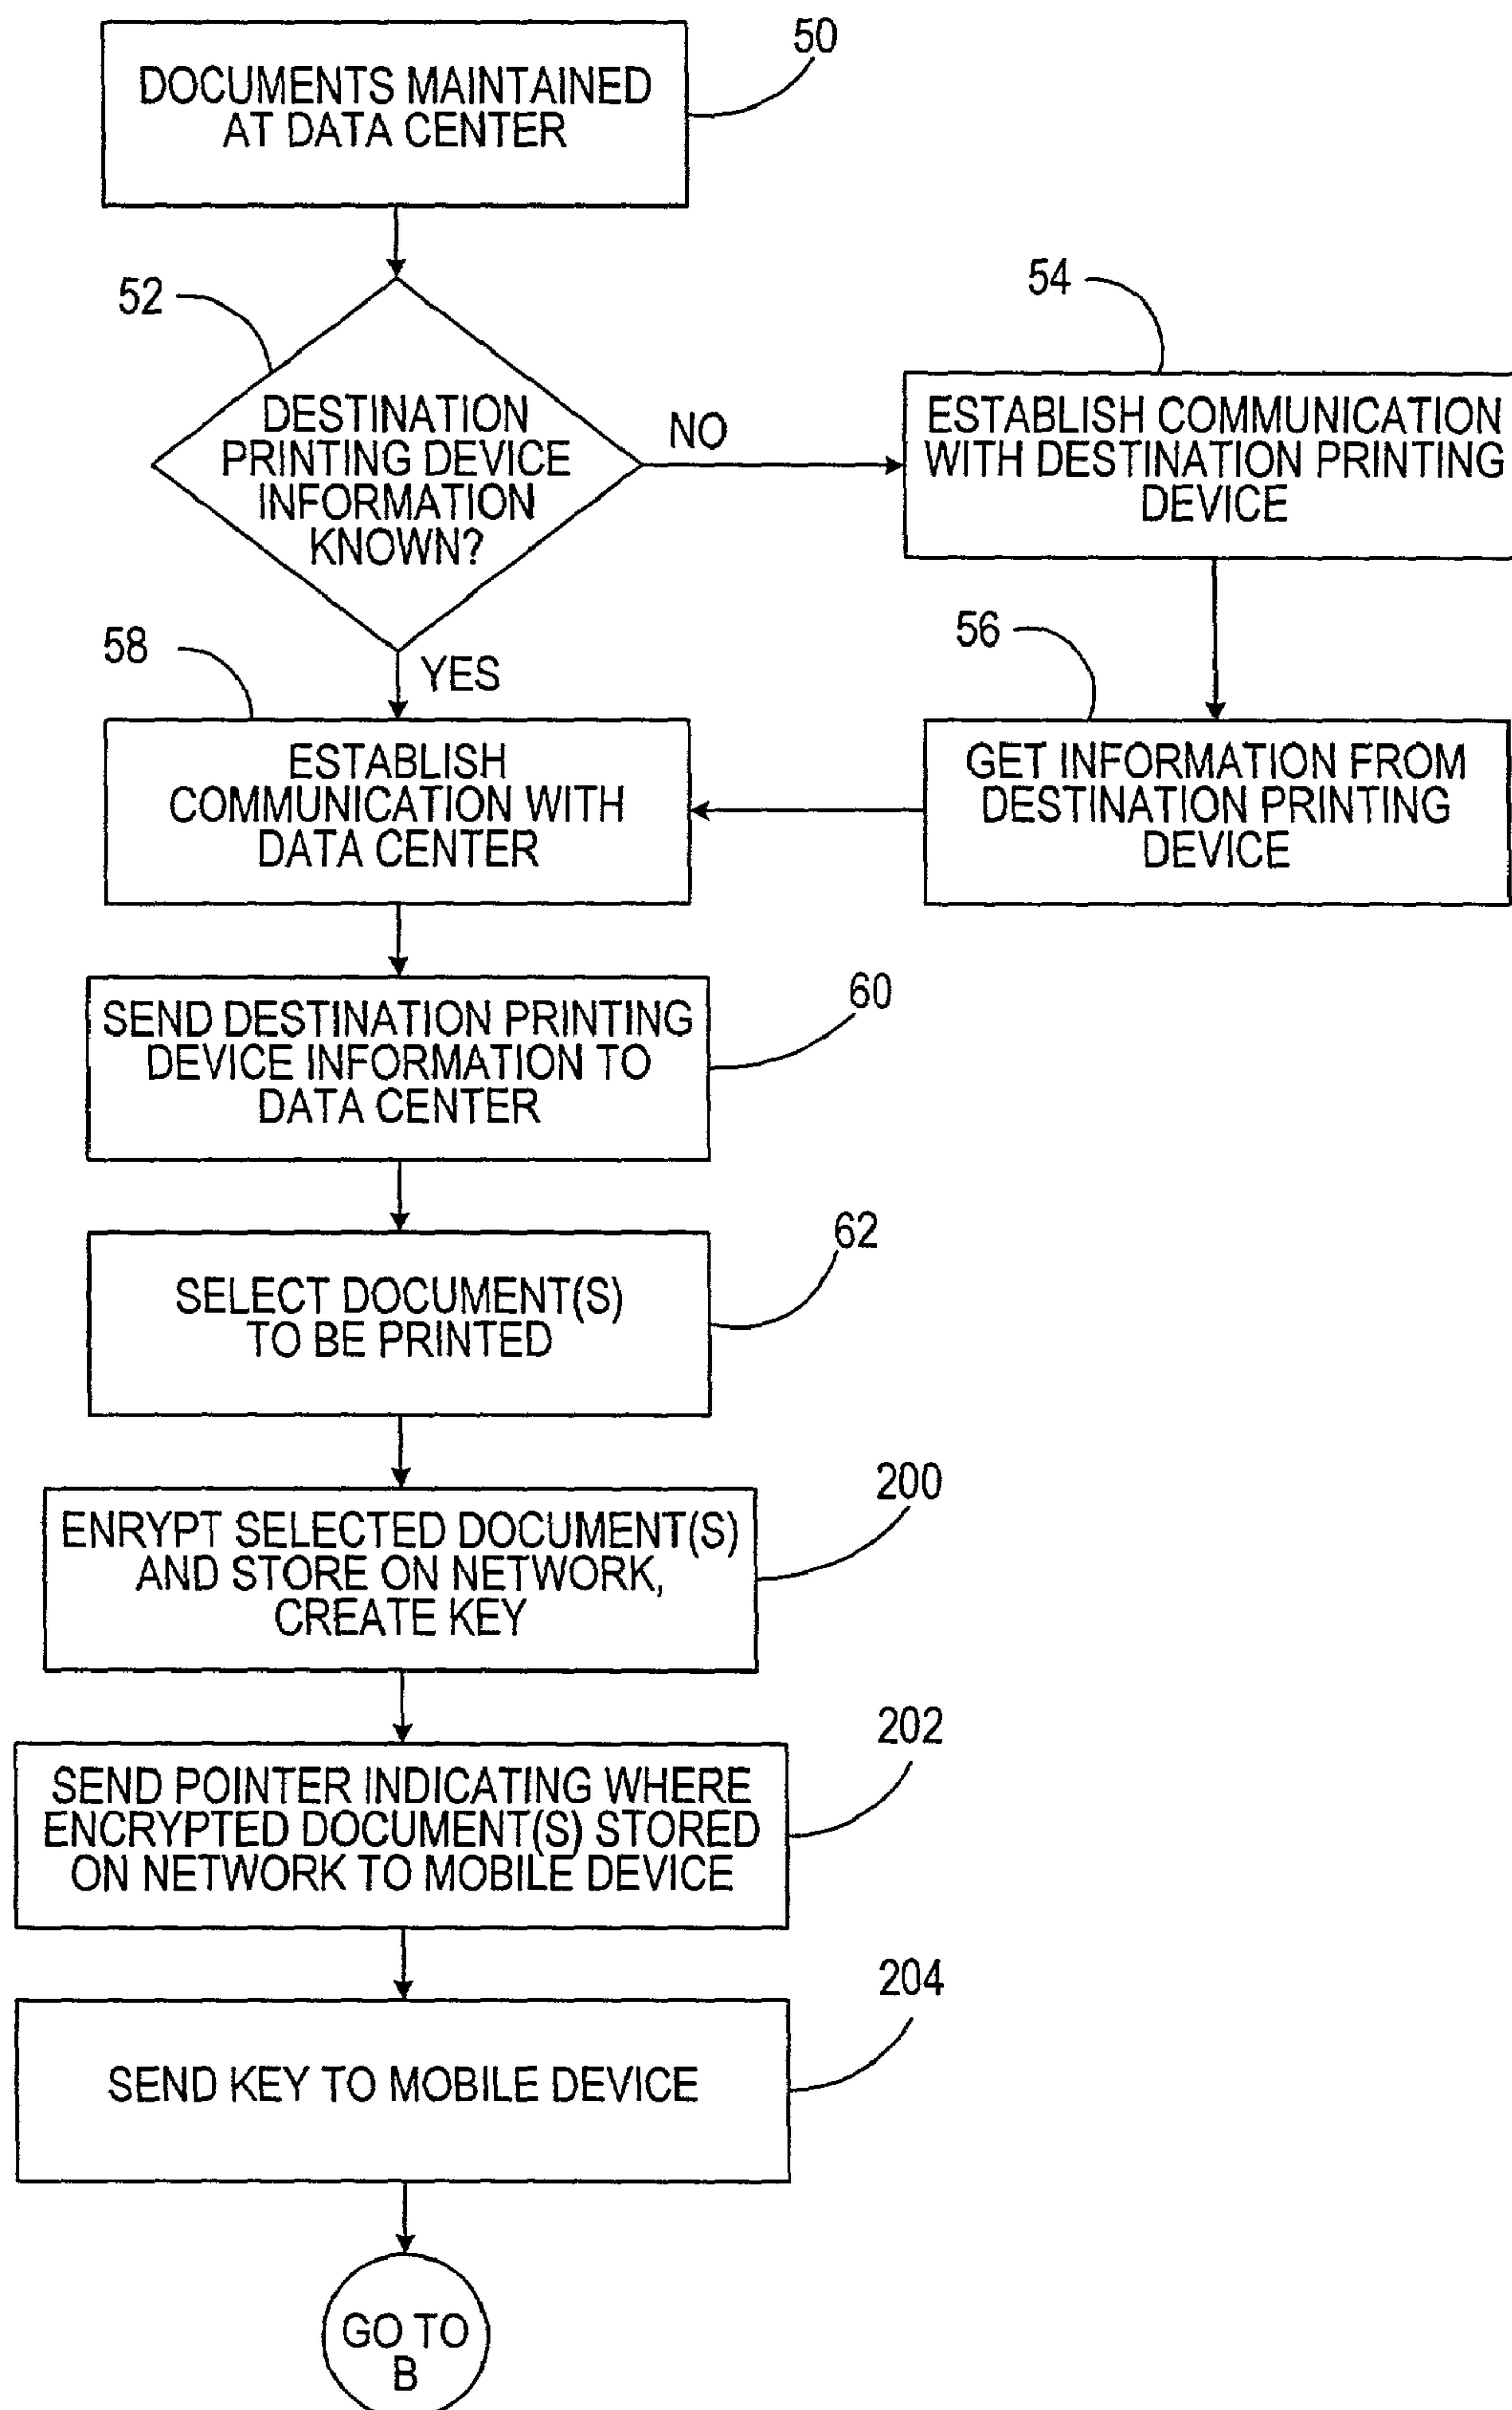 50
DOCUMENTS MAINTAINED
AT DATA CENTER
52
DESTINATION
PRINTING DEVICE
INFORMATION
KNOWN?
NO
54
ESTABLISH COMMUNICATION
WITH DESTINATION PRINTING
DEVICE
YES
56
GET INFORMATION FROM
DESTINATION PRINTING
DEVICE
58
ESTABLISH
COMMUNICATION WITH
DATA CENTER
60
SEND DESTINATION PRINTING
DEVICE INFORMATION TO
DATA CENTER
62
SELECT DOCUMENT(S)
TO BE PRINTED
200
ENRYPT SELECTED DOCUMENT(S)
AND STORE ON NETWORK,
CREATE KEY
202
SEND POINTER INDICATING WHERE
ENCRYPTED DOCUMENT(S) STORED
ON NETWORK TO MOBILE DEVICE
204
SEND KEY TO MOBILE DEVICE
GO TO
B